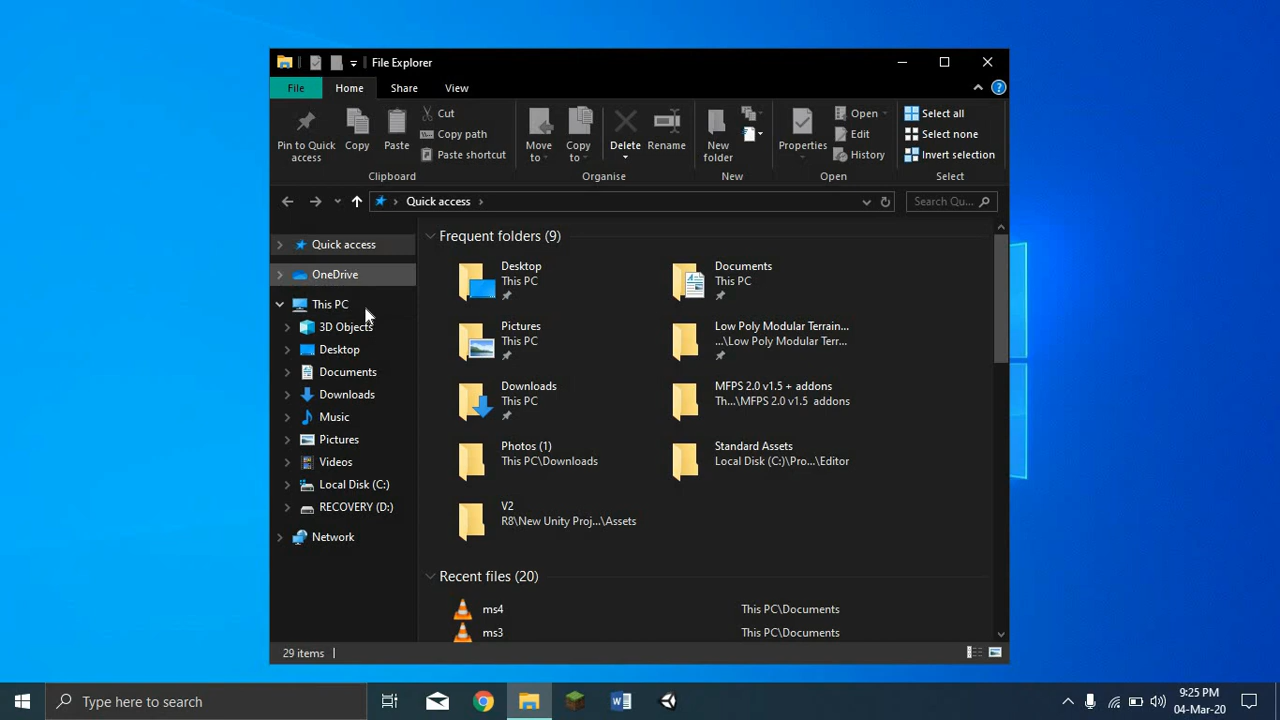 File Explorer
File Home Share View
Pin to Quick access
Copy
Paste
Cut
Copy path
Paste shortcut
Clipboard
Move to
Copy to
Delete
Rename
Organise
New folder
New
Properties
Open
Edit
History
Open
Select all
Select none
Invert selection
Select
Quick access
Search Qu...
Quick access
OneDrive
This PC
3D Objects
Desktop
Documents
Downloads
Music
Pictures
Videos
Local Disk (C:)
RECOVERY (D:)
Network
Frequent folders (9)
Desktop
This PC
Documents
This PC
Pictures
This PC
Low Poly Modular Terrain...
...\Low Poly Modular Terr...
Downloads
This PC
MFPS 2.0 v1.5 + addons
Th...\MFPS 2.0 v1.5 addons
Photos (1)
This PC\Downloads
Standard Assets
Local Disk (C:)\Pro...\Editor
V2
R8\New Unity Proj...\Assets
Recent files (20)
ms4 This PC\Documents
ms3 This PC\Documents
29 items
Type here to search
9:25 PM
04-Mar-20